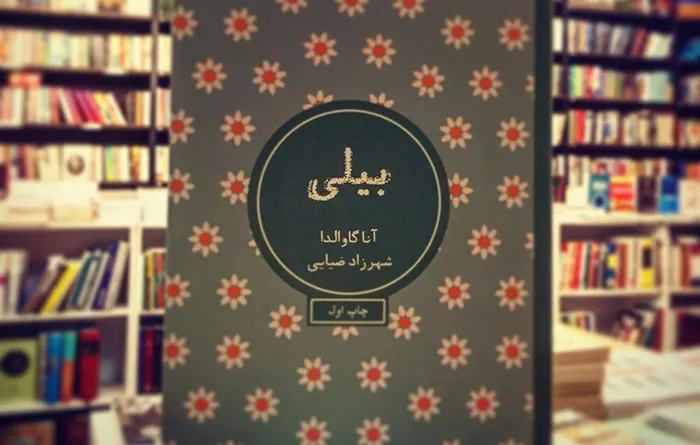 بیلی
آنا گاوالدا
شهرزاد ضیایی
چاپ اول